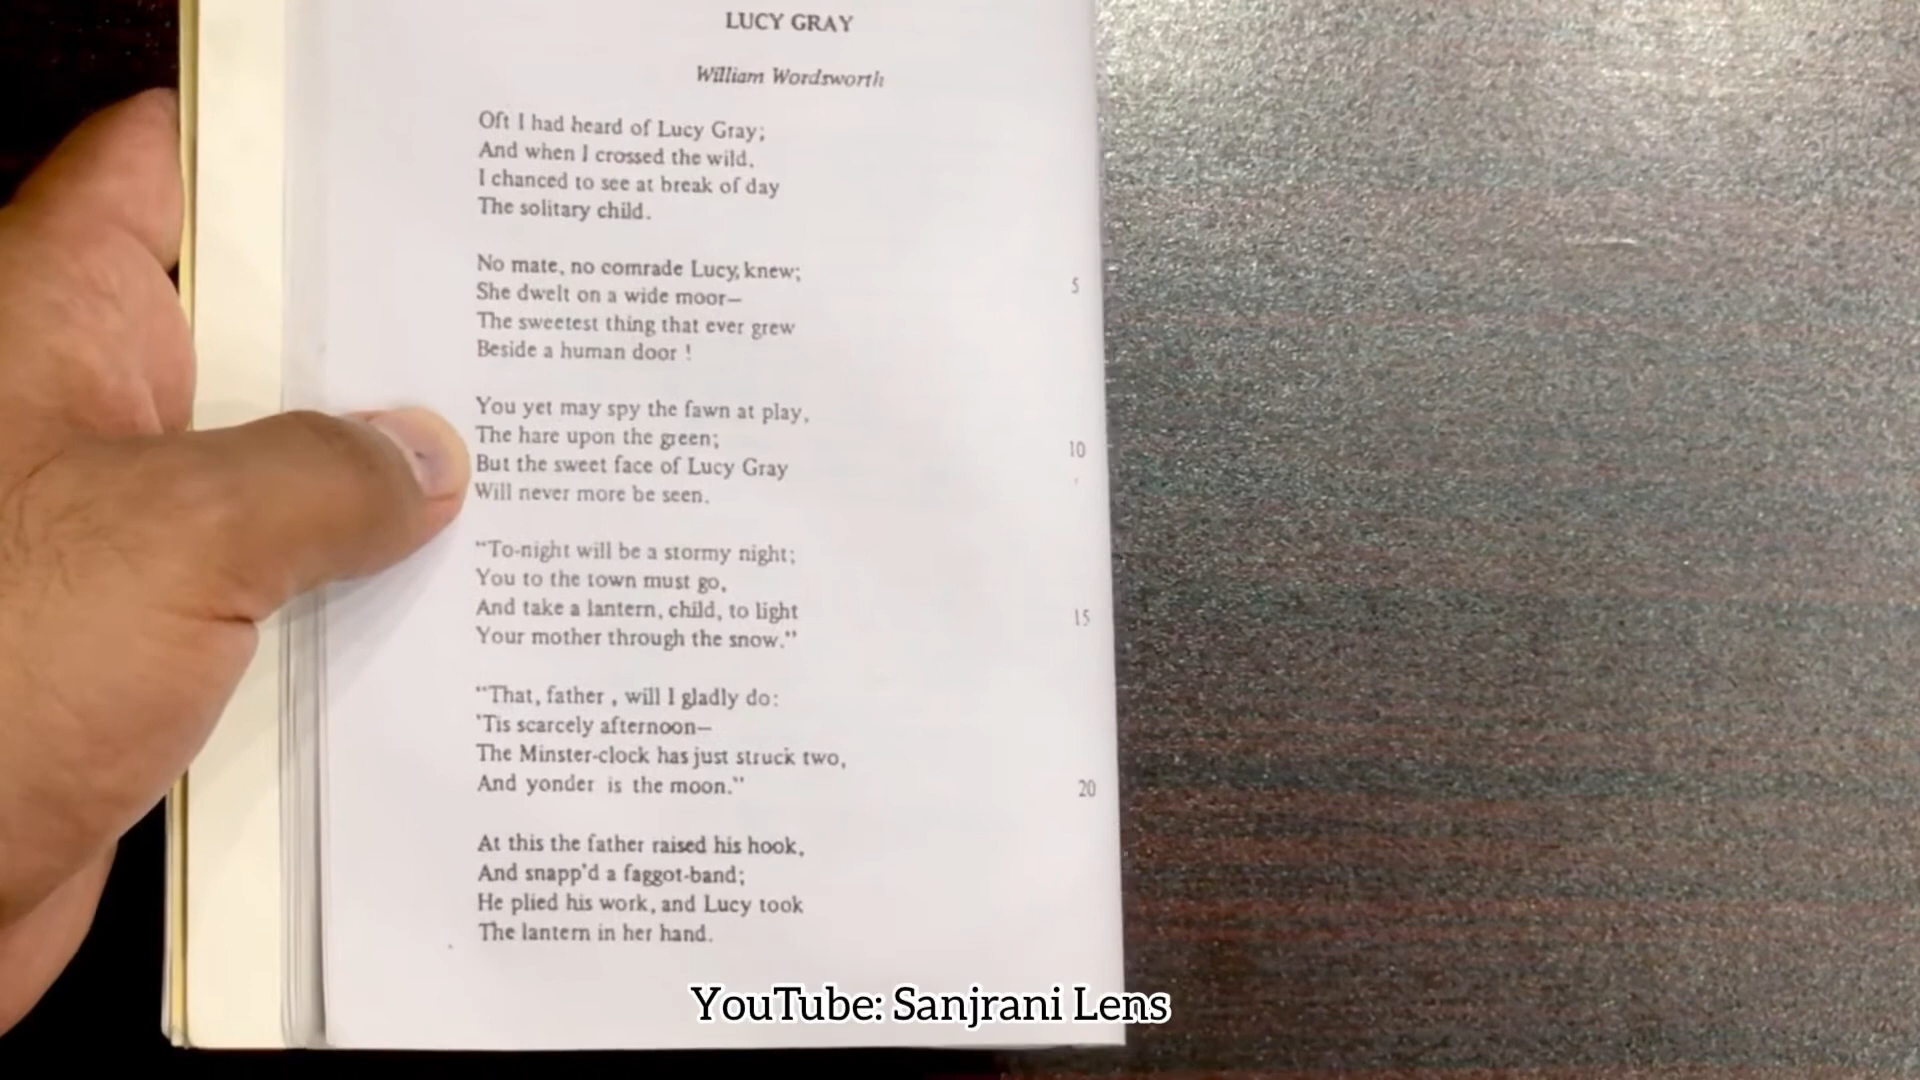 LUCY GRAY
William Wordsworth
Oft I had heard of Lucy Gray;
And when I crossed the wild,
I chanced to see at break of day
The solitary child.
No mate, no comrade Lucy, knew;
5
She dwelt on a wide moor—
The sweetest thing that ever grew
Beside a human door !
You yet may spy the fawn at play,
The hare upon the green;
10
But the sweet face of Lucy Gray
Will never more be seen.
“To-night will be a stormy night;
You to the town must go,
And take a lantern, child, to light
15
Your mother through the snow.”
“That, father , will I gladly do:
'Tis scarcely afternoon—
The Minster-clock has just struck two,
And yonder is the moon.”
20
At this the father raised his hook,
And snapp'd a faggot-band;
He plied his work, and Lucy took
The lantern in her hand.
YouTube: Sanjrani Lens